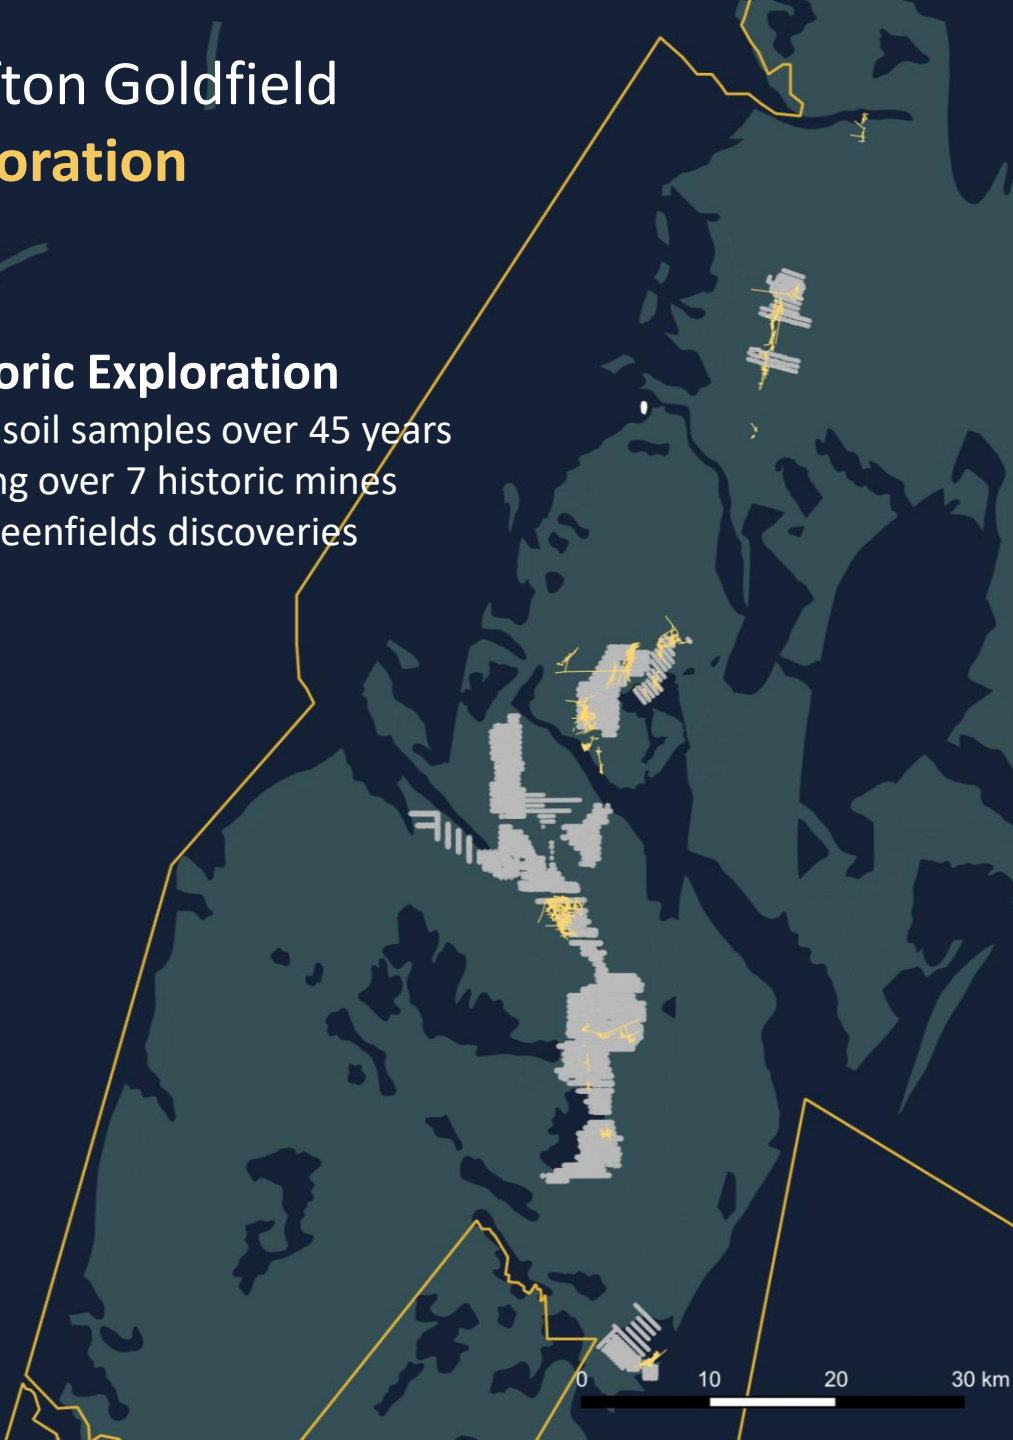 ton Goldfield
oration
oric Exploration
soil samples over 45 years
ng over 7 historic mines
eenfields discoveries
0 10 20 30 km